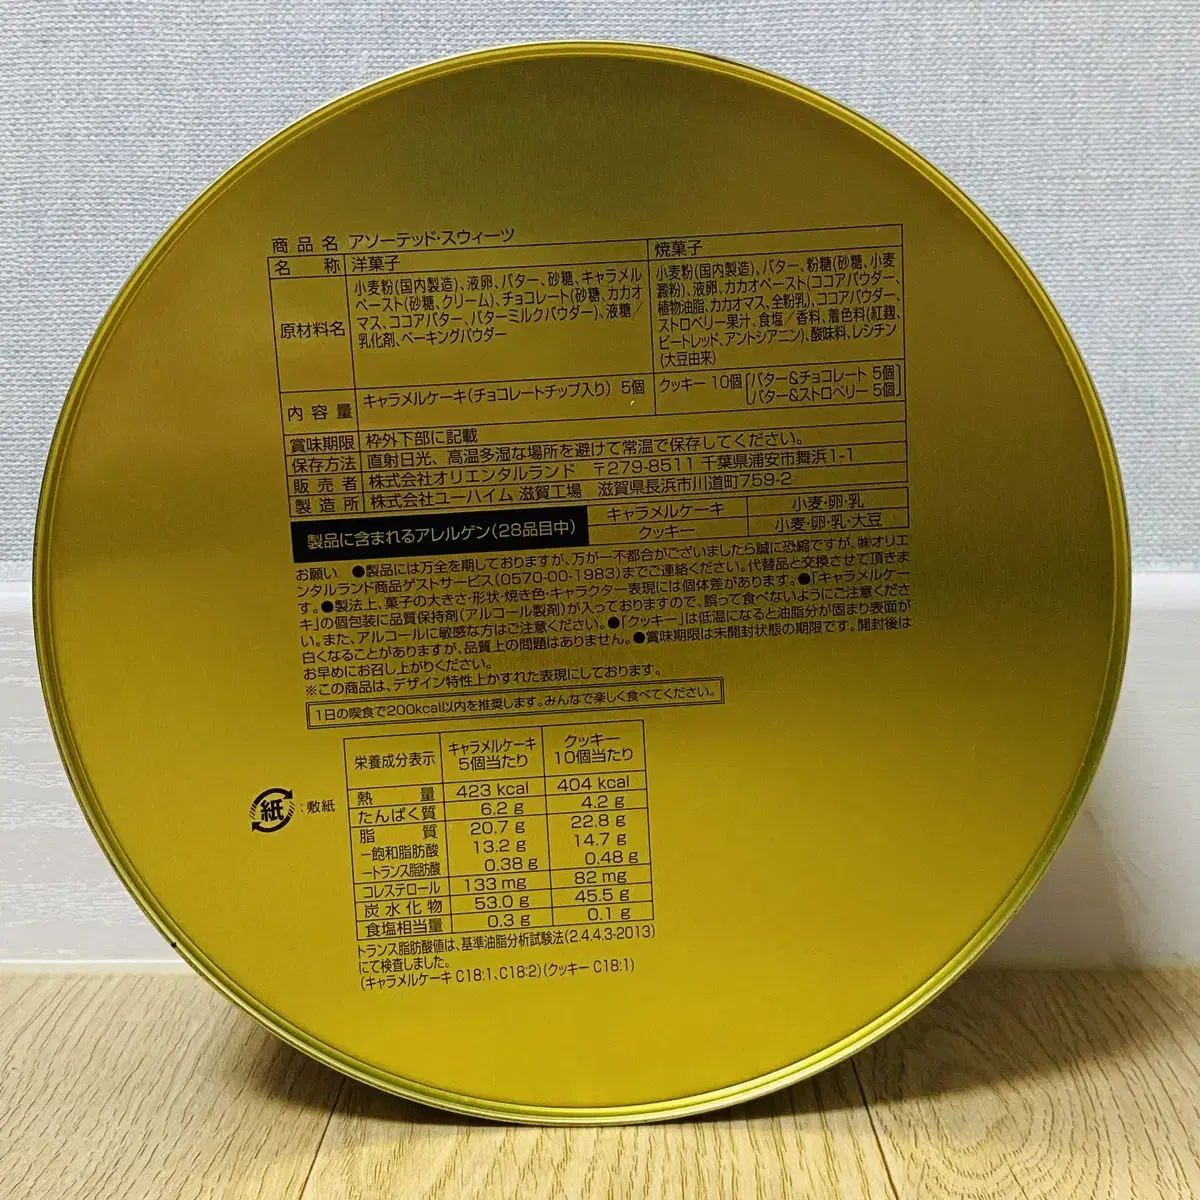 商品名 アソーテッド・スウィーツ
名称 洋菓子 焼菓子
原材料名
小麦粉(国内製造)、液卵、バター、砂糖、キャラメル
ペースト(砂糖、クリーム)、チョコレート(砂糖、カカオ
マス、ココアバター、バターミルクパウダー)、液糖/
乳化剤、ベーキングパウダー
小麦粉(国内製造)、バター、粉糖(砂糖、小麦
澱粉)、液卵、カカオペースト(ココアパウダー、
植物油脂、カカオマス、全粉乳)、ココアパウダー、
ストロベリー果汁、食塩/香料、着色料(紅麹、
ビートレッド、アントシアニン)、酸味料、レシチン
(大豆由来)
内容量 キャラメルケーキ(チョコレートチップ入り) 5個 クッキー 10個 [バター&チョコレート 5個]
[バター&ストロベリー 5個]
賞味期限 枠外下部に記載
保存方法 直射日光、高温多湿な場所を避けて常温で保存してください。
販売者 株式会社オリエンタルランド 〒279-8511 千葉県浦安市舞浜1-1
製造所 株式会社ユーハイム 滋賀工場 滋賀県長浜市川道町759-2
製品に含まれるアレルゲン(28品目中)
キャラメルケーキ 小麦・卵・乳
クッキー 小麦・卵・乳・大豆
お願い ●製品には万全を期しておりますが、万が一不都合がございましたら誠に恐縮ですが、㈱オリエ
ンタルランド商品ゲストサービス(0570-00-1983)までご連絡ください。代替品と交換させて頂きま
す。●製法上、菓子の大きさ・形状・焼き色・キャラクター表現には個体差があります。●「キャラメルケー
キ」の個包装に品質保持剤(アルコール製剤)が入っておりますので、誤って食べないようにご注意くださ
い。また、アルコールに敏感な方はご注意ください。●「クッキー」は低温になると油脂分が固まり表面が
白くなることがありますが、品質上の問題はありません。●賞味期限は未開封状態の期限です。開封後は
お早めにお召し上がりください。
※この商品は、デザイン特性上かすれた表現にしております。
1日の喫食で200kcal以内を推奨します。みんなで楽しく食べてください。
栄養成分表示 キャラメルケーキ 5個当たり クッキー 10個当たり
熱量 423 kcal 404 kcal
たんぱく質 6.2 g 4.2 g
脂質 20.7 g 22.8 g
－飽和脂肪酸 13.2 g 14.7 g
－トランス脂肪酸 0.38 g 0.48 g
コレステロール 133 mg 82 mg
炭水化物 53.0 g 45.5 g
食塩相当量 0.3 g 0.1 g
紙 :敷紙
トランス脂肪酸値は、基準油脂分析試験法(2.4.4.3-2013)
にて検査しました。
(キャラメルケーキ C18:1、C18:2)(クッキー C18:1)